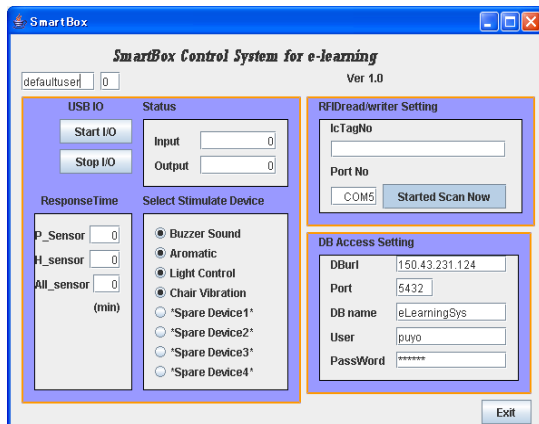 SmartBox
SmartBox Control System for e-learning
defaultuser 0
Ver 1.0
USB IO
Start I/O
Stop I/O
Status
Input 0
Output 0
ResponseTime
P_Sensor 0
H_sensor 0
All_sensor 0
(min)
Select Stimulate Device
Buzzer Sound
Aromatic
Light Control
Chair Vibration
*Spare Device1*
*Spare Device2*
*Spare Device3*
*Spare Device4*
RFIDread/writer Setting
IcTagNo
Port No
COM5 Started Scan Now
DB Access Setting
DBurl 150.43.231.124
Port 5432
DB name eLearningSys
User puyo
PassWord ******
Exit